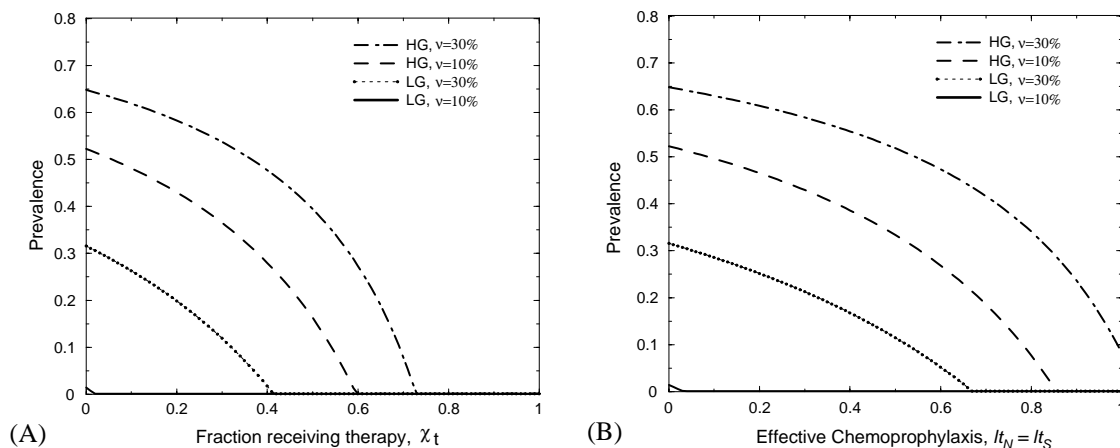 0.8
0.7
0.6
0.5
0.4
0.3
0.2
0.1
0
Prevalence
HG, ν=30%
HG, ν=10%
LG, ν=30%
LG, ν=10%
0 0.2 0.4 0.6 0.8 1
(A) Fraction receiving therapy, χt
0.8
0.7
0.6
0.5
0.4
0.3
0.2
0.1
0
Prevalence
HG, ν=30%
HG, ν=10%
LG, ν=30%
LG, ν=10%
0 0.2 0.4 0.6 0.8 1
(B) Effective Chemoprophylaxis, ItN = ItS